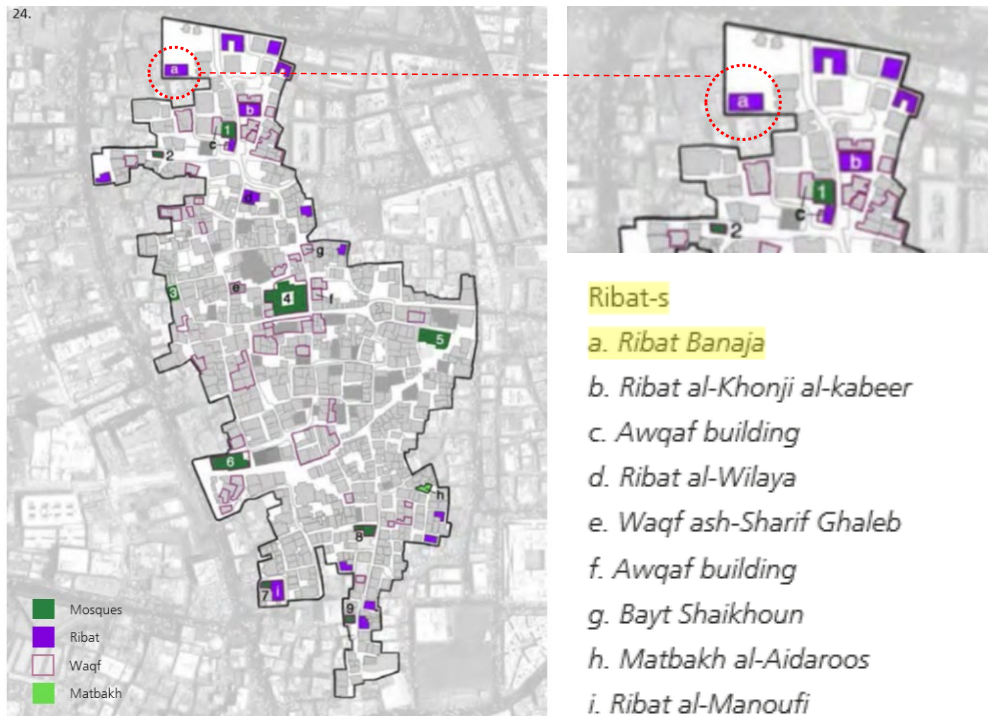 24.
a
b
1
c
2
d
g
3
e
4
f
5
6
h
8
7
i
9
Mosques
Ribat
Waqf
Matbakh
a
b
1
c
2
Ribat-s
a. Ribat Banaja
b. Ribat al-Khonji al-kabeer
c. Awqaf building
d. Ribat al-Wilaya
e. Waqf ash-Sharif Ghaleb
f. Awqaf building
g. Bayt Shaikhoun
h. Matbakh al-Aidaroos
i. Ribat al-Manoufi